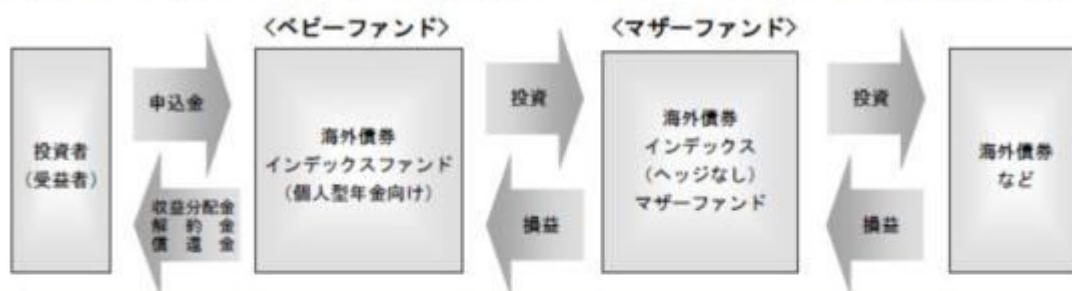 〈ベビーファンド〉
〈マザーファンド〉
投資者
（受益者）
申込金
収益分配金
解約金
償還金
海外債券
インデックスファンド
（個人型年金向け）
投資
損益
海外債券
インデックス
（ヘッジなし）
マザーファンド
投資
損益
海外債券
など